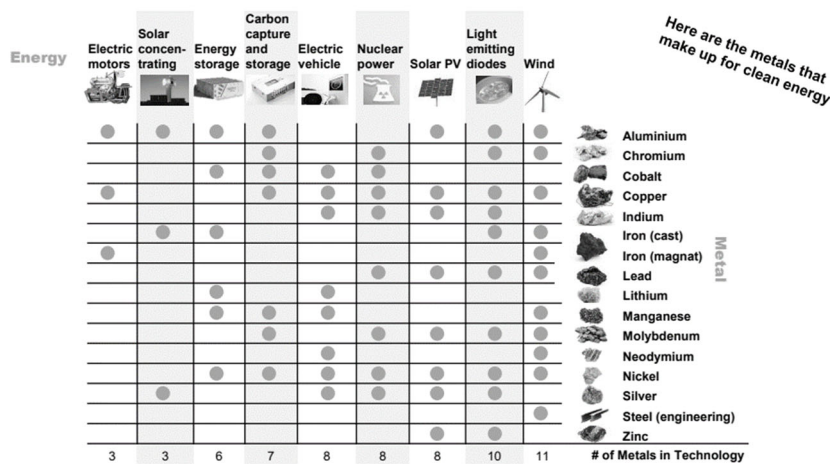 Energy
Electric
motors
Solar
concen-
trating
Energy
storage
Carbon
capture
and
storage
Electric
vehicle
Nuclear
power
Solar PV
Light
emitting
diodes
Wind
Here are the metals that
make up for clean energy
Aluminium
Chromium
Cobalt
Copper
Indium
Iron (cast)
Iron (magnat)
Lead
Lithium
Manganese
Molybdenum
Neodymium
Nickel
Silver
Steel (engineering)
Zinc
Metal
3 3 6 7 8 8 8 10 11 # of Metals in Technology